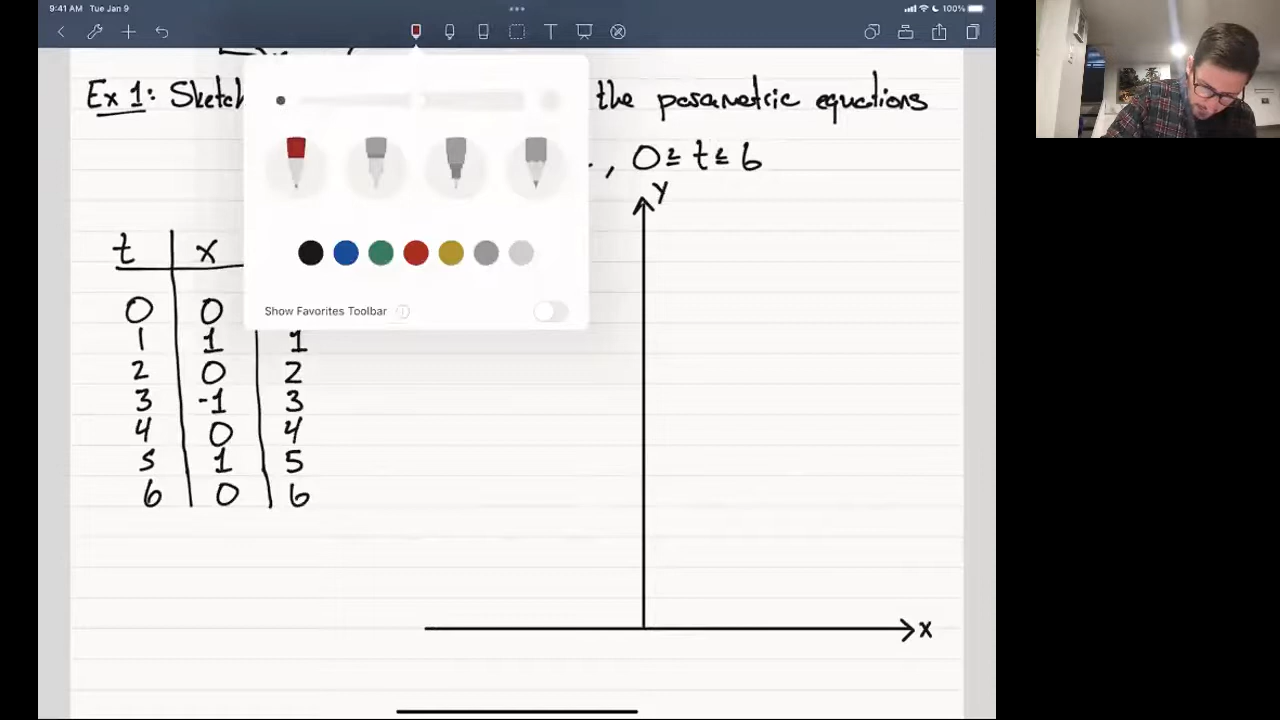 9:41 AM Tue Jan 9
100%
T
Ex 1: Sketch the parametric equations
, 0 ≤ t ≤ 6
y
t x
0 0
1 1 1
2 0 2
3 -1 3
4 0 4
5 1 5
6 0 6
Show Favorites Toolbar
x